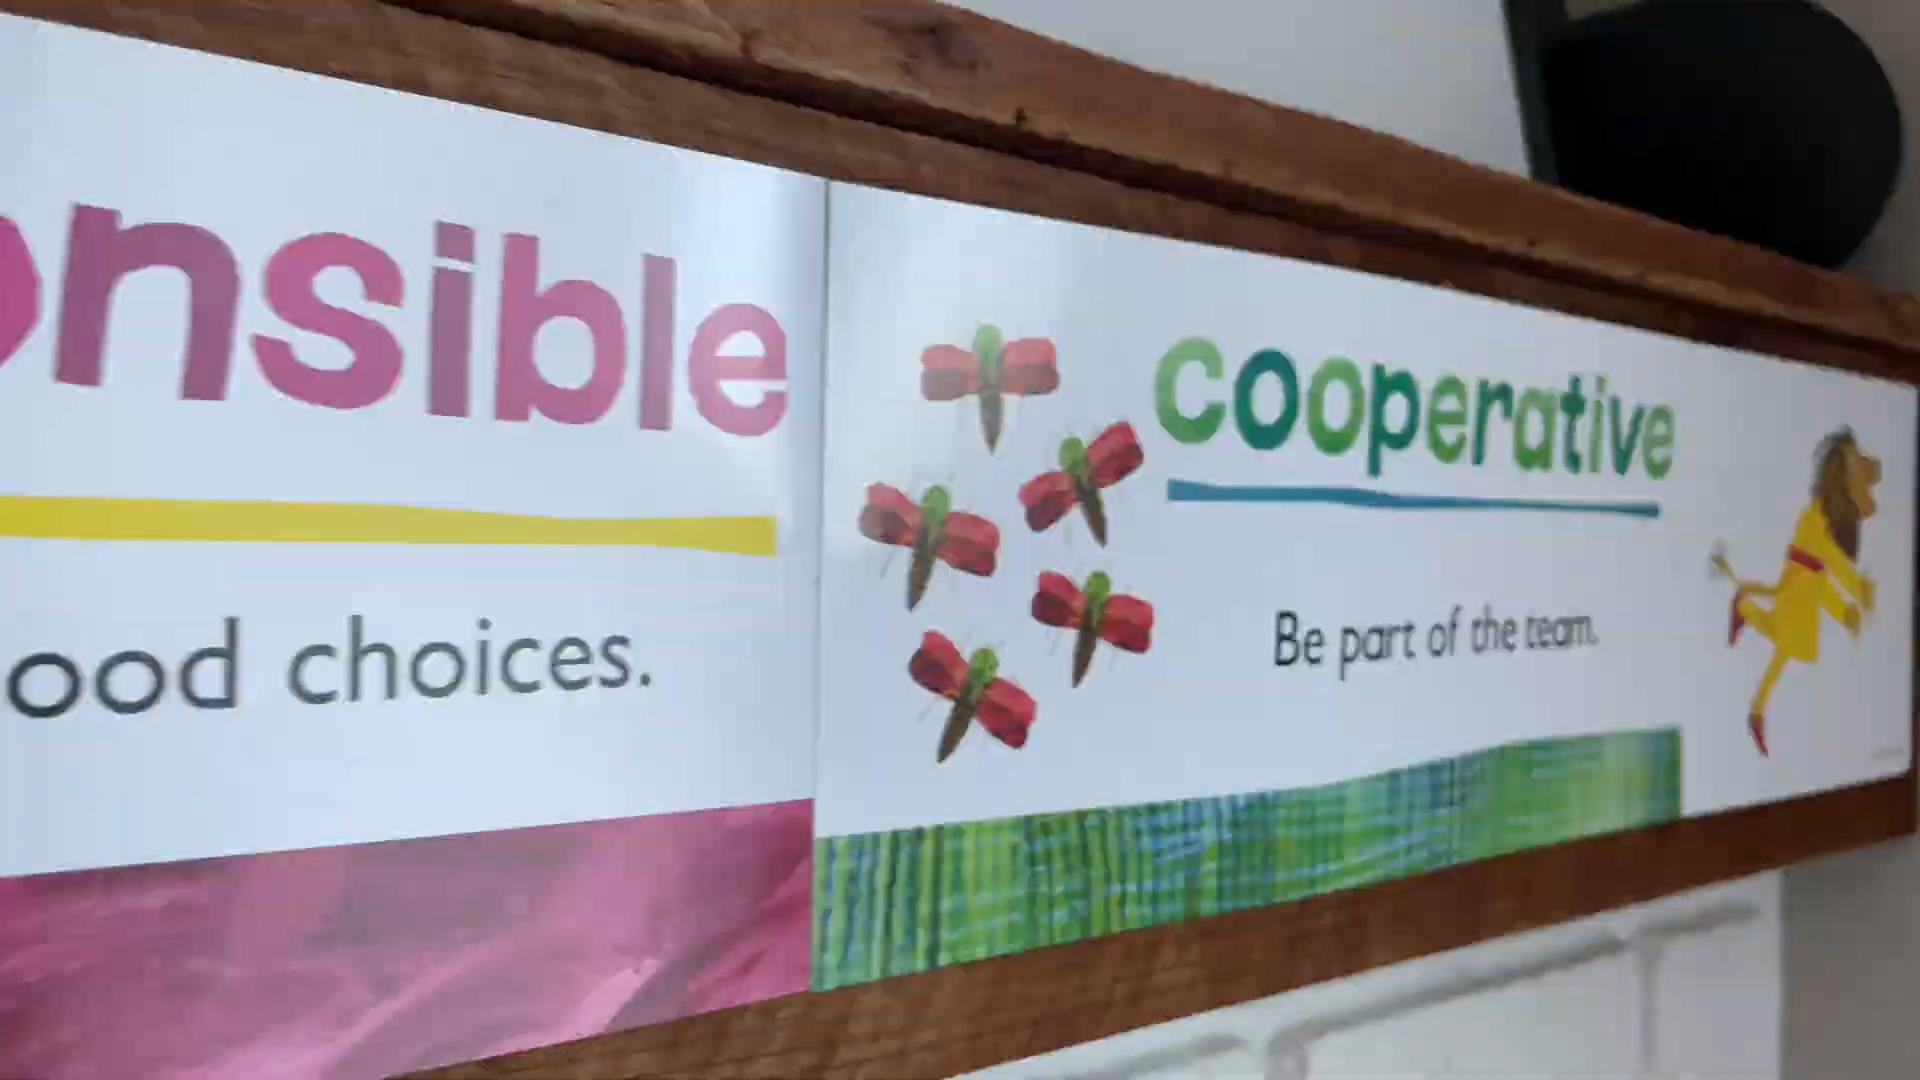 onsible
ood choices.
cooperative
Be part of the team.